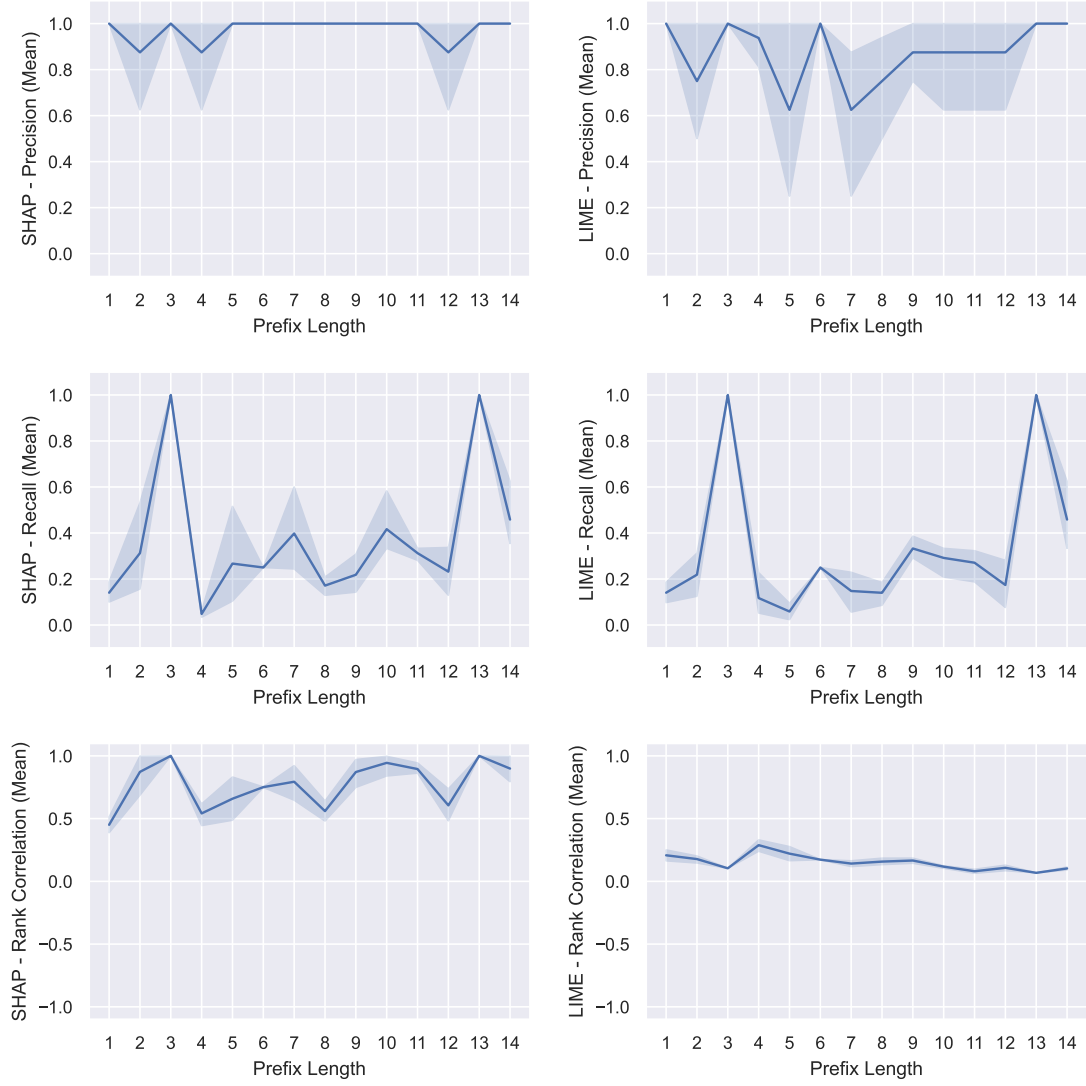 SHAP - Precision (Mean)
1.0
0.8
0.6
0.4
0.2
0.0
1 2 3 4 5 6 7 8 9 10 11 12 13 14
Prefix Length
LIME - Precision (Mean)
1.0
0.8
0.6
0.4
0.2
0.0
1 2 3 4 5 6 7 8 9 10 11 12 13 14
Prefix Length
SHAP - Recall (Mean)
1.0
0.8
0.6
0.4
0.2
0.0
1 2 3 4 5 6 7 8 9 10 11 12 13 14
Prefix Length
LIME - Recall (Mean)
1.0
0.8
0.6
0.4
0.2
0.0
1 2 3 4 5 6 7 8 9 10 11 12 13 14
Prefix Length
SHAP - Rank Correlation (Mean)
1.0
0.5
0.0
−0.5
−1.0
1 2 3 4 5 6 7 8 9 10 11 12 13 14
Prefix Length
LIME - Rank Correlation (Mean)
1.0
0.5
0.0
−0.5
−1.0
1 2 3 4 5 6 7 8 9 10 11 12 13 14
Prefix Length